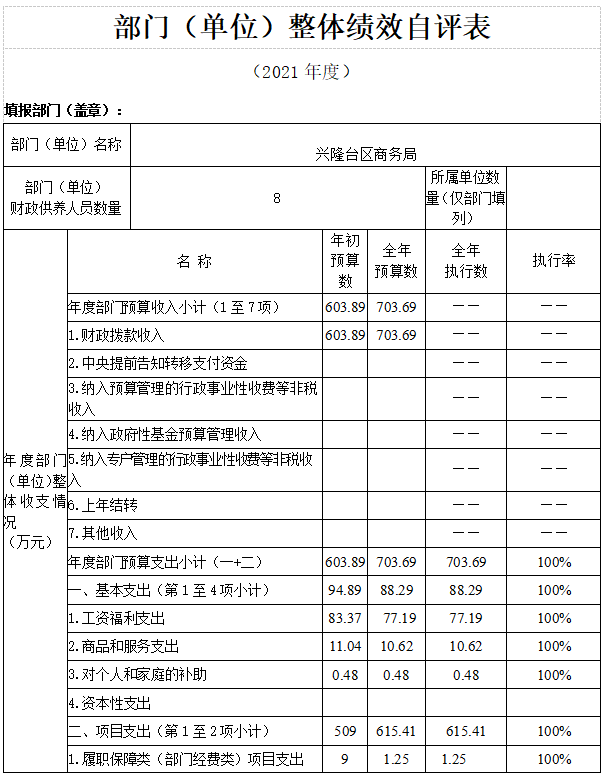 部门（单位）整体绩效自评表
（2021 年度）
填报部门（盖章）：
部门（单位）名称
兴隆台区商务局
部门（单位）
财政供养人员数量
8
所属单位数
量（仅部门填
列）
年度部门
（单位）整
体收支情
况
（万元）
名 称
年初
预算
数
全年
预算数
全年
执行数
执行率
年度部门预算收入小计（1 至 7 项） 603.89 703.69 —— ——
1.财政拨款收入 603.89 703.69 —— ——
2.中央提前告知转移支付资金 —— ——
3.纳入预算管理的行政事业性收费等非税
收入 —— ——
4.纳入政府性基金预算管理收入 —— ——
5.纳入专户管理的行政事业性收费等非税收
入 —— ——
6.上年结转 —— ——
7.其他收入 —— ——
年度部门预算支出小计（一+二） 603.89 703.69 703.69 100%
一、基本支出（第 1 至 4 项小计） 94.89 88.29 88.29 100%
1.工资福利支出 83.37 77.19 77.19 100%
2.商品和服务支出 11.04 10.62 10.62 100%
3.对个人和家庭的补助 0.48 0.48 0.48 100%
4.资本性支出
二、项目支出（第 1 至 2 项小计） 509 615.41 615.41 100%
1.履职保障类（部门经费类）项目支出 9 1.25 1.25 100%